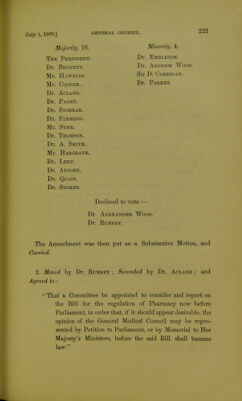 July 1, 1868.] GENERAL COUNCIL. 221
Majority, 16.
The President.
Dr. Bennett.
Mr. Hawkins.
Mr. Cooper.
Dr. Acland.
Dr. Paget.
Dr. Storrar.
Dr. Fleming.
Mr. Syme.
Dr. Thomson.
Dr. A. Smith.
Mr. Hargrave.
Dr. Leet.
Dr. Apjohn.
Dr. Quain.
Dr. Stokes.
Minority, 4.
Dr. Embleton.
Dr. Andrew Wood.
Sir D. Corrigan.
Dr. Parkes.
Declined to vote :—
Dr. Alexander Wood.
Dr. Rumsey.
The Amendment was then put as a Substantive Motion, and
Carried.
2. Moved by Dr. Rumsey; Seconded by Dr. Acland; and
Agreed to:
"That a Committee be appointed to consider and report on
the Bill for the regulation of Pharmacy now before
Parliament, in order that, if it should appear desirable, the
opinion of the General Medical Council may be repre-
sented by Petition to Parliament, or by Memorial to Her
Majesty's Ministers, before the said Bill shall become
law."